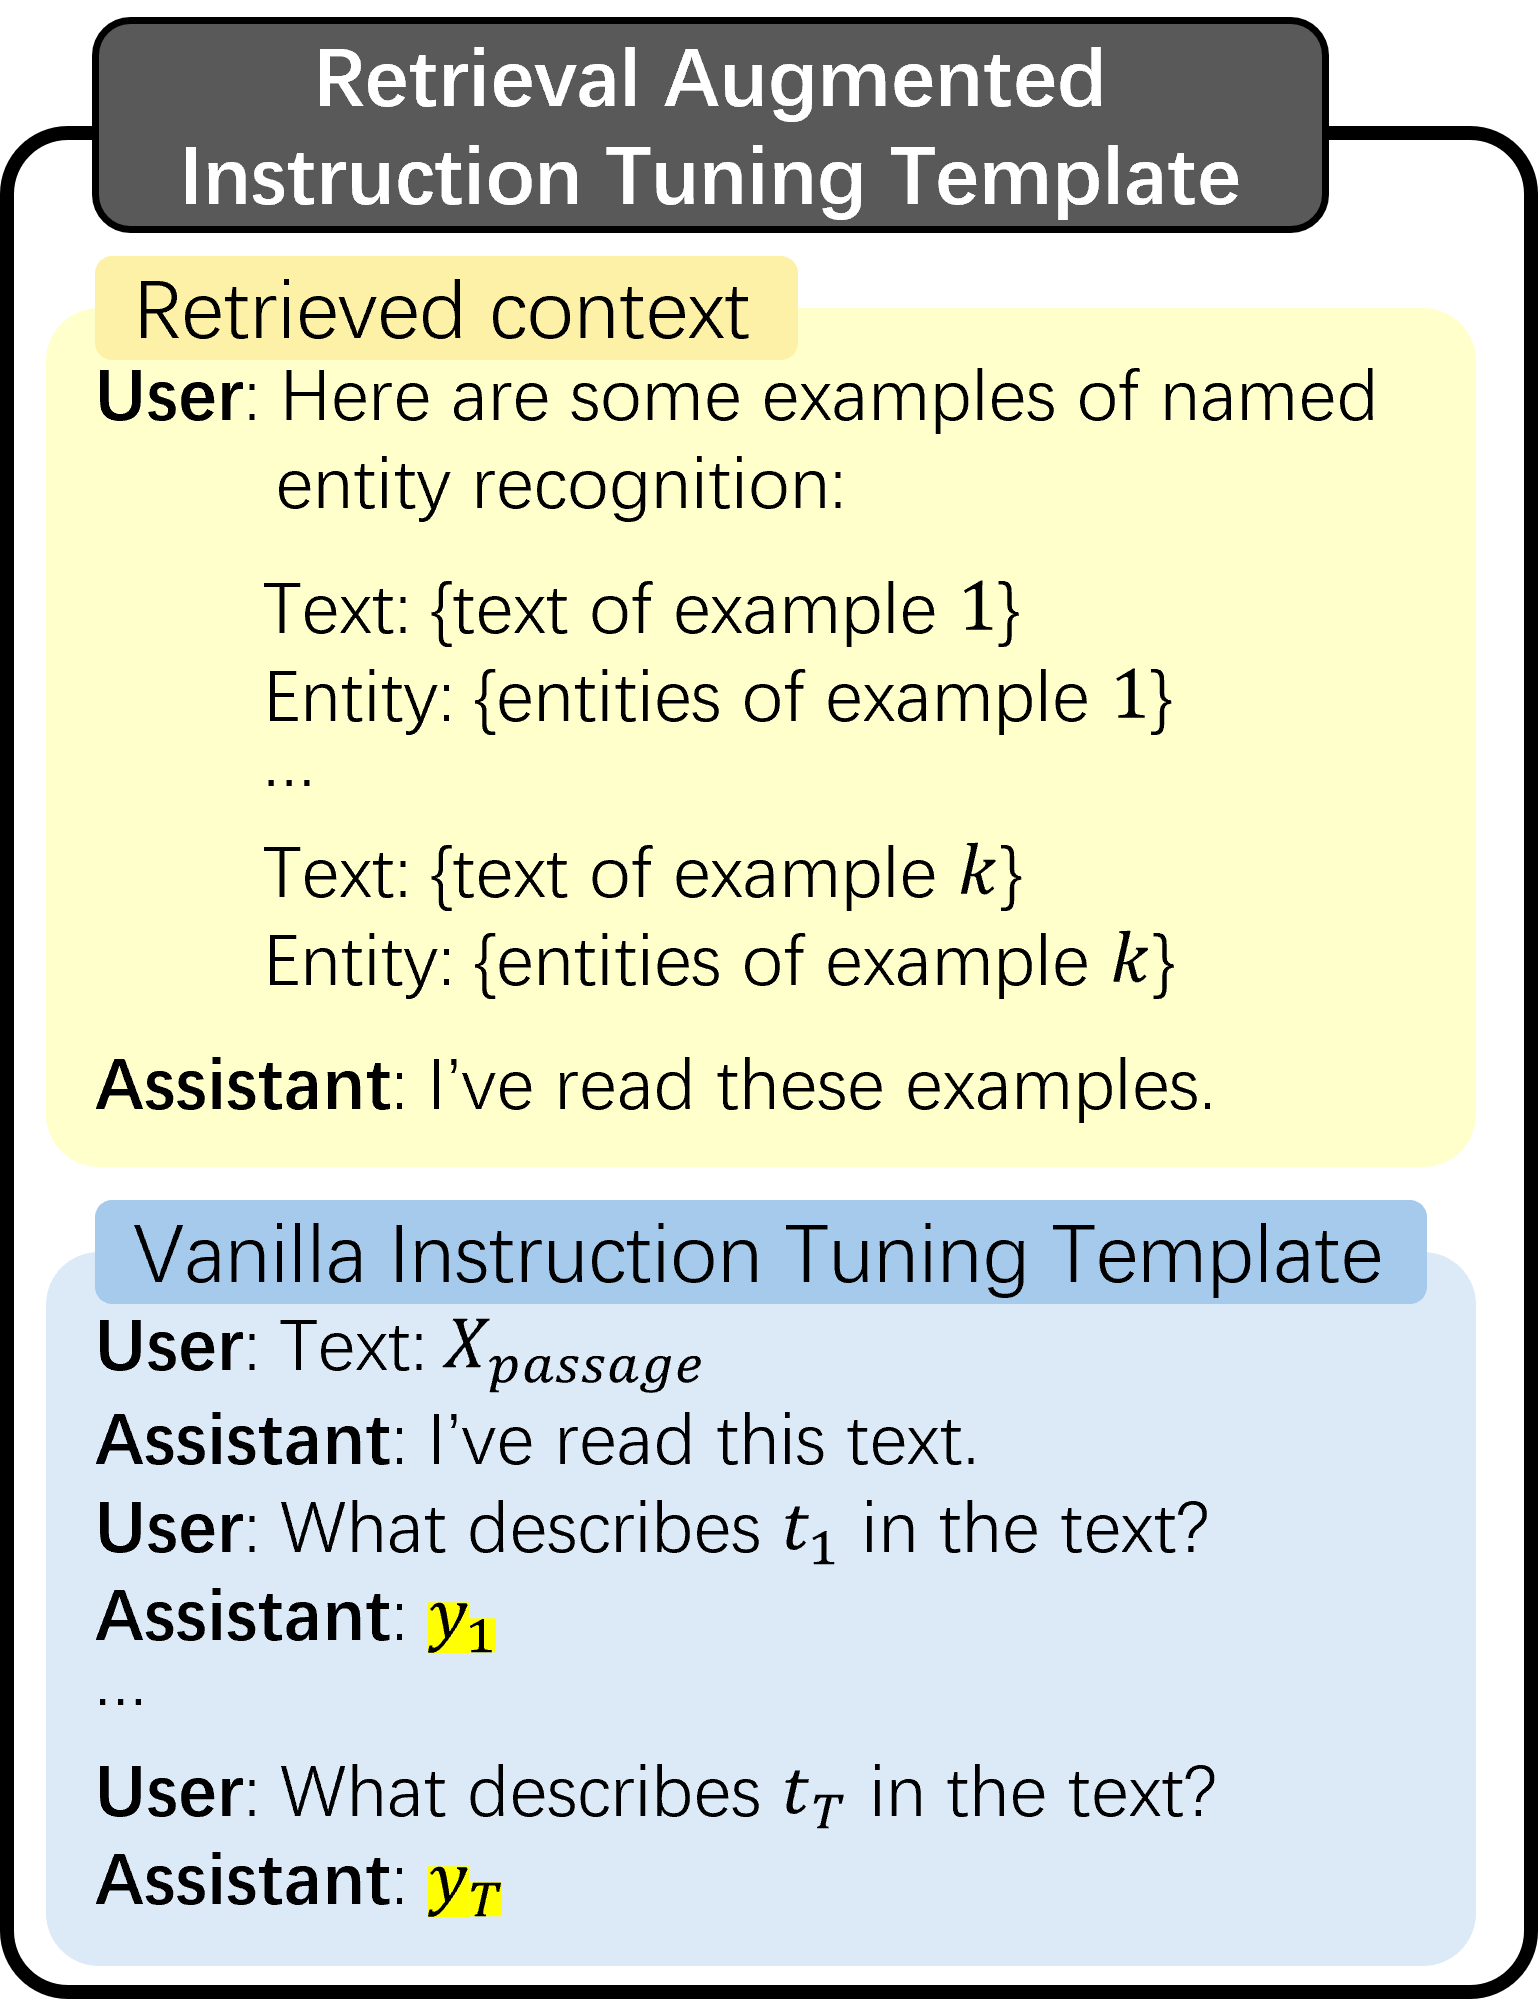 Retrieval Augmented
Instruction Tuning Template
Retrieved context
User: Here are some examples of named
entity recognition:
Text: {text of example 1}
Entity: {entities of example 1}
...
Text: {text of example k}
Entity: {entities of example k}
Assistant: I’ve read these examples.
Vanilla Instruction Tuning Template
User: Text: X_passage
Assistant: I’ve read this text.
User: What describes t_1 in the text?
Assistant: y_1
...
User: What describes t_T in the text?
Assistant: y_T